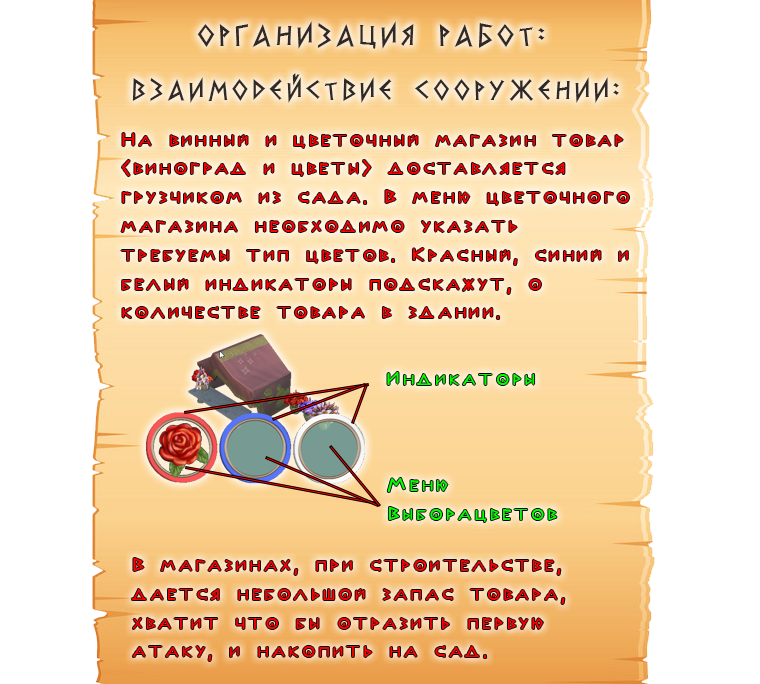 Организация работ:
Взаимодействие сооружении:
На винный и цветочный магазин товар
<виноград и цветы> доставляется
грузчиком из сада. В меню цветочного
магазина необходимо указать
требуемы тип цветов. Красный, синий и
белый индикаторы подскажут, о
количестве товара в здании.
Индикаторы
Меню
Выборацветов
В магазинах, при строительстве,
дается небольшой запас товара,
хватит что бы отразить первую
атаку, и накопить на сад.